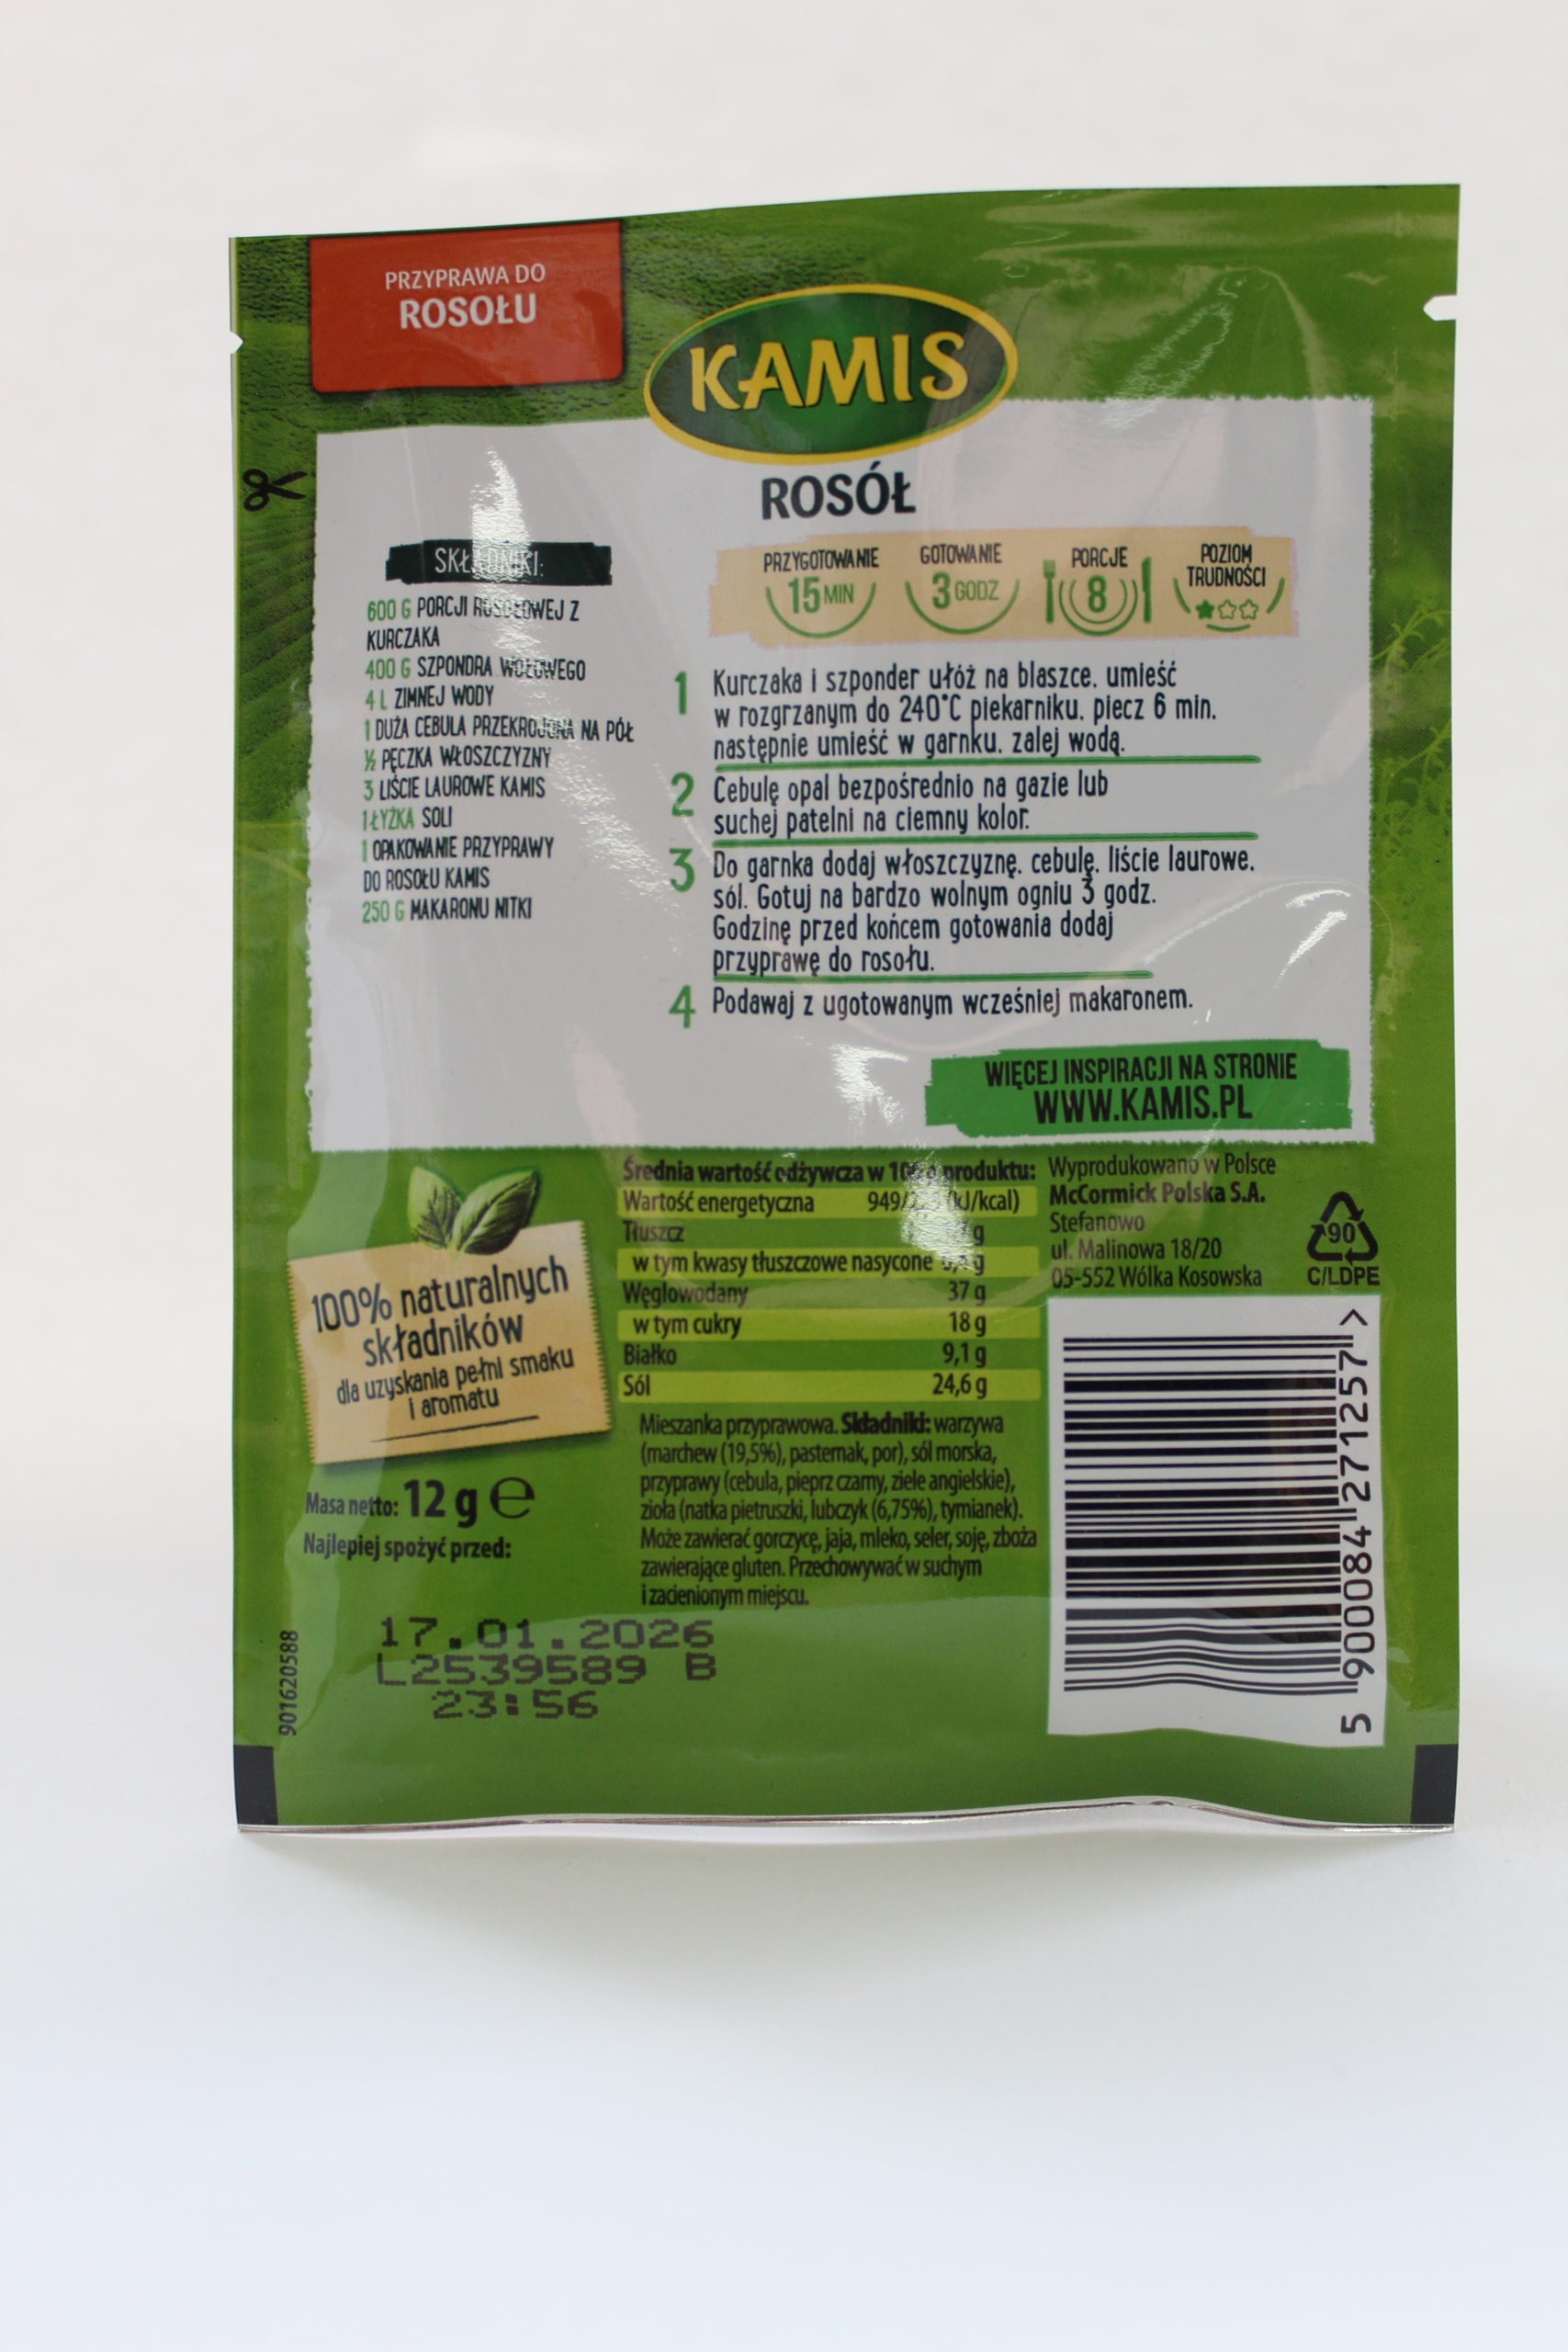 PRZYPRAWA DO
ROSOŁU
KAMIS
ROSÓŁ
SKŁADNIKI:
600 G PORCJI ROSOŁOWEJ Z
KURCZAKA
400 G SZPONDRA WOŁOWEGO
4 L ZIMNEJ WODY
1 DUŻA CEBULA PRZEKROJONA NA PÓŁ
½ PĘCZKA WŁOSZCZYZNY
3 LIŚCIE LAUROWE KAMIS
1 ŁYŻKA SOLI
1 OPAKOWANIE PRZYPRAWY
DO ROSOŁU KAMIS
250 G MAKARONU NITKI
PRZYGOTOWANIE
15 MIN
GOTOWANIE
3 GODZ
PORCJE
8
POZIOM
TRUDNOŚCI
1 Kurczaka i szponder ułóż na blaszce, umieść
w rozgrzanym do 240°C piekarniku, piecz 6 min,
następnie umieść w garnku, zalej wodą.
2 Cebulę opal bezpośrednio na gazie lub
suchej patelni na ciemny kolor.
3 Do garnka dodaj włoszczyznę, cebulę, liście laurowe,
sól. Gotuj na bardzo wolnym ogniu 3 godz.
Godzinę przed końcem gotowania dodaj
przyprawę do rosołu.
4 Podawaj z ugotowanym wcześniej makaronem.
WIĘCEJ INSPIRACJI NA STRONIE
WWW.KAMIS.PL
100% naturalnych
składników
dla uzyskania pełni smaku
i aromatu
Masa netto: 12 g ℮
Najlepiej spożyć przed:
17.01.2026
L2539589 B
23:56
901620588
Średnia wartość odżywcza w 100 g produktu:
Wartość energetyczna (kJ/kcal)
Tłuszcz g
w tym kwasy tłuszczowe nasycone g
Węglowodany 37 g
w tym cukry 18 g
Białko 9,1 g
Sól 24,6 g
Mieszanka przyprawowa. Składniki: warzywa
(marchew (19,5%), pasternak, por), sól morska,
przyprawy (cebula, pieprz czarny, ziele angielskie),
zioła (natka pietruszki, lubczyk (6,75%), tymianek).
Może zawierać gorczycę, jaja, mleko, seler, soję, zboża
zawierające gluten. Przechowywać w suchym
i zacienionym miejscu.
Wyprodukowano w Polsce
McCormick Polska S.A.
Stefanowo
ul. Malinowa 18/20
05-552 Wólka Kosowska
90
C/LDPE
5 900084 271257 >